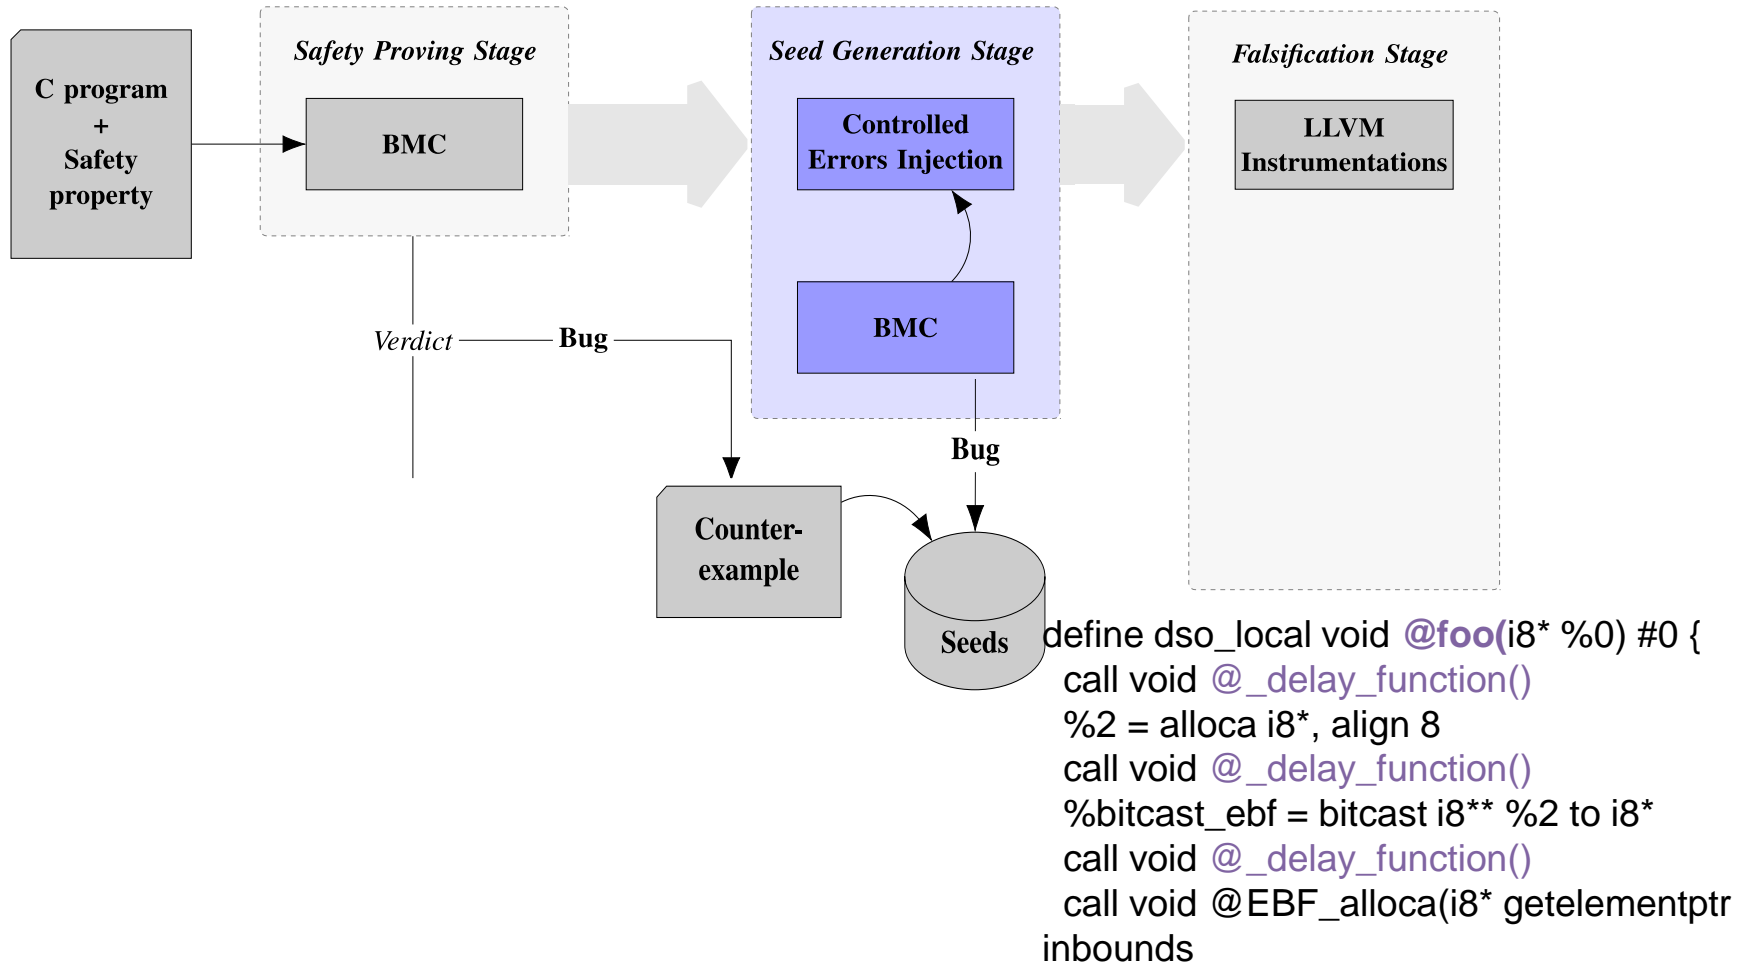 C program
+
Safety
property
Safety Proving Stage
BMC
Verdict
Bug
Counter-
example
Seed Generation Stage
Controlled
Errors Injection
BMC
Bug
Seeds
Falsification Stage
LLVM
Instrumentations
define dso_local void @foo(i8* %0) #0 {
call void @_delay_function()
%2 = alloca i8*, align 8
call void @_delay_function()
%bitcast_ebf = bitcast i8** %2 to i8*
call void @_delay_function()
call void @EBF_alloca(i8* getelementptr
inbounds